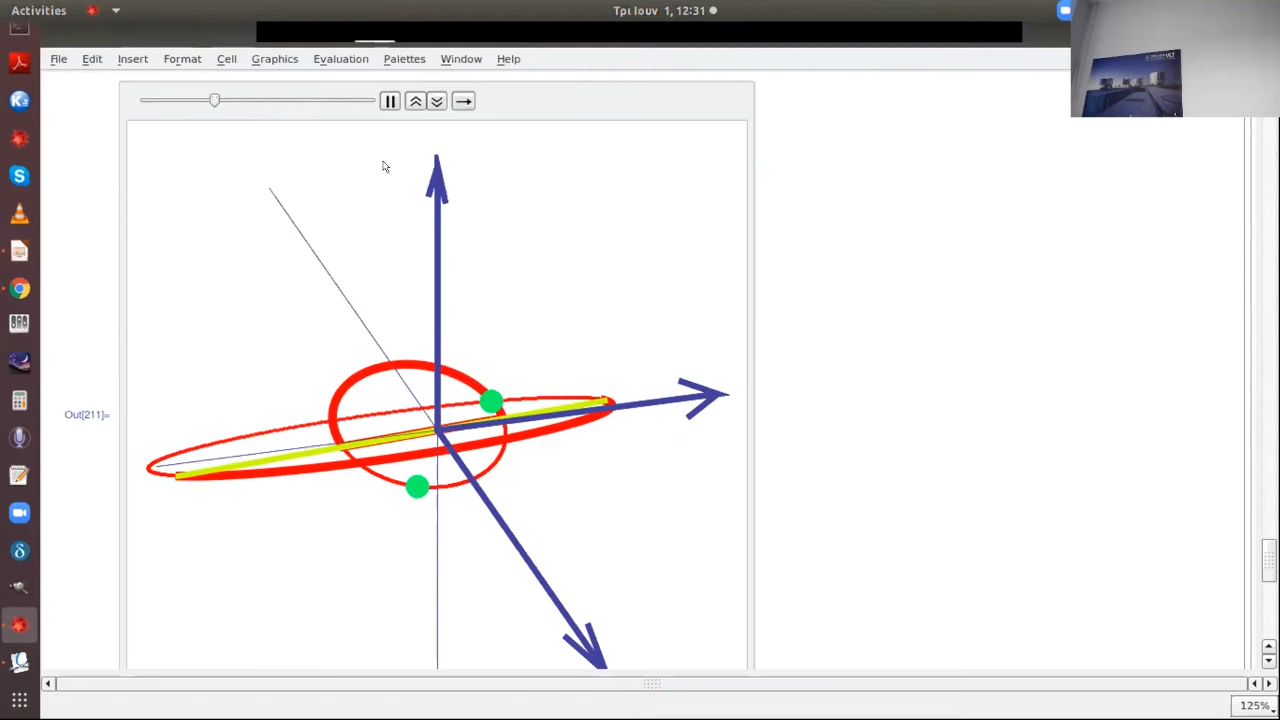 Activities
Τρι Ιουν 1, 12:31
File Edit Insert Format Cell Graphics Evaluation Palettes Window Help
VLT
Out[211]=
125%